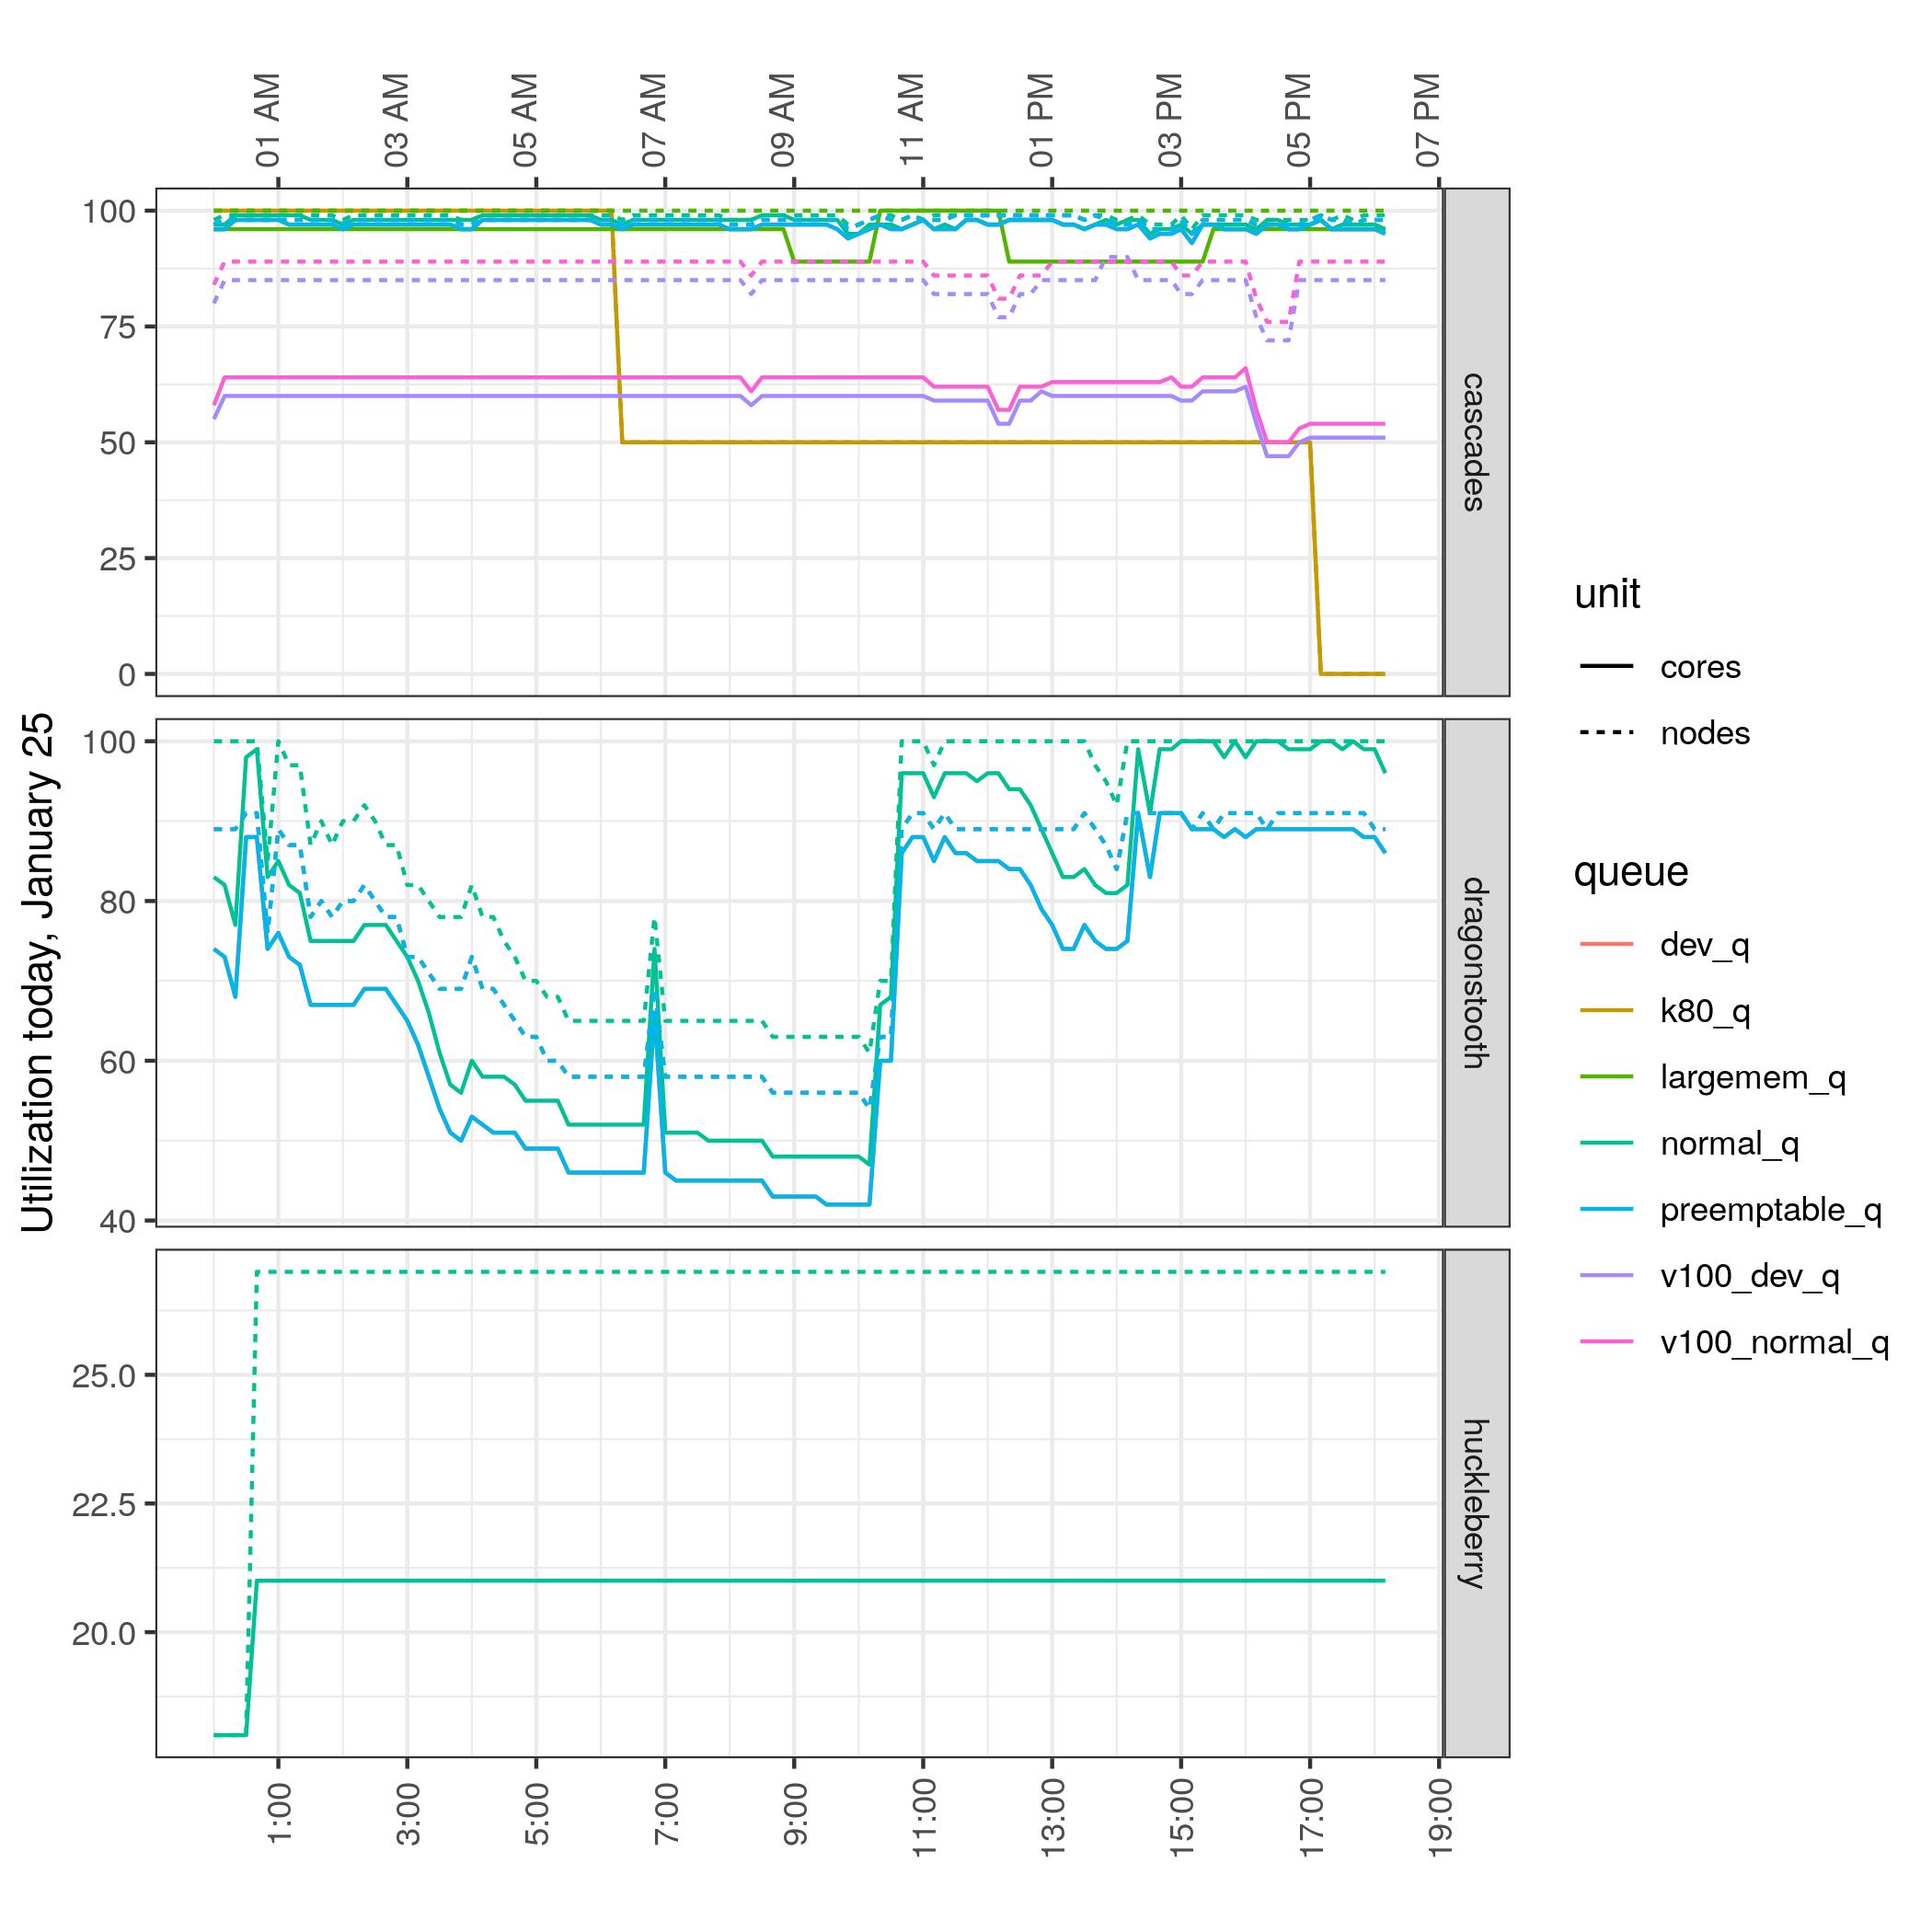 01 AM
03 AM
05 AM
07 AM
09 AM
11 AM
01 PM
03 PM
05 PM
07 PM
Utilization today, January 25
100
75
50
25
0
cascades
100
80
60
40
dragonstooth
25.0
22.5
20.0
huckleberry
1:00
3:00
5:00
7:00
9:00
11:00
13:00
15:00
17:00
19:00
unit
cores
nodes
queue
dev_q
k80_q
largemem_q
normal_q
preemptable_q
v100_dev_q
v100_normal_q